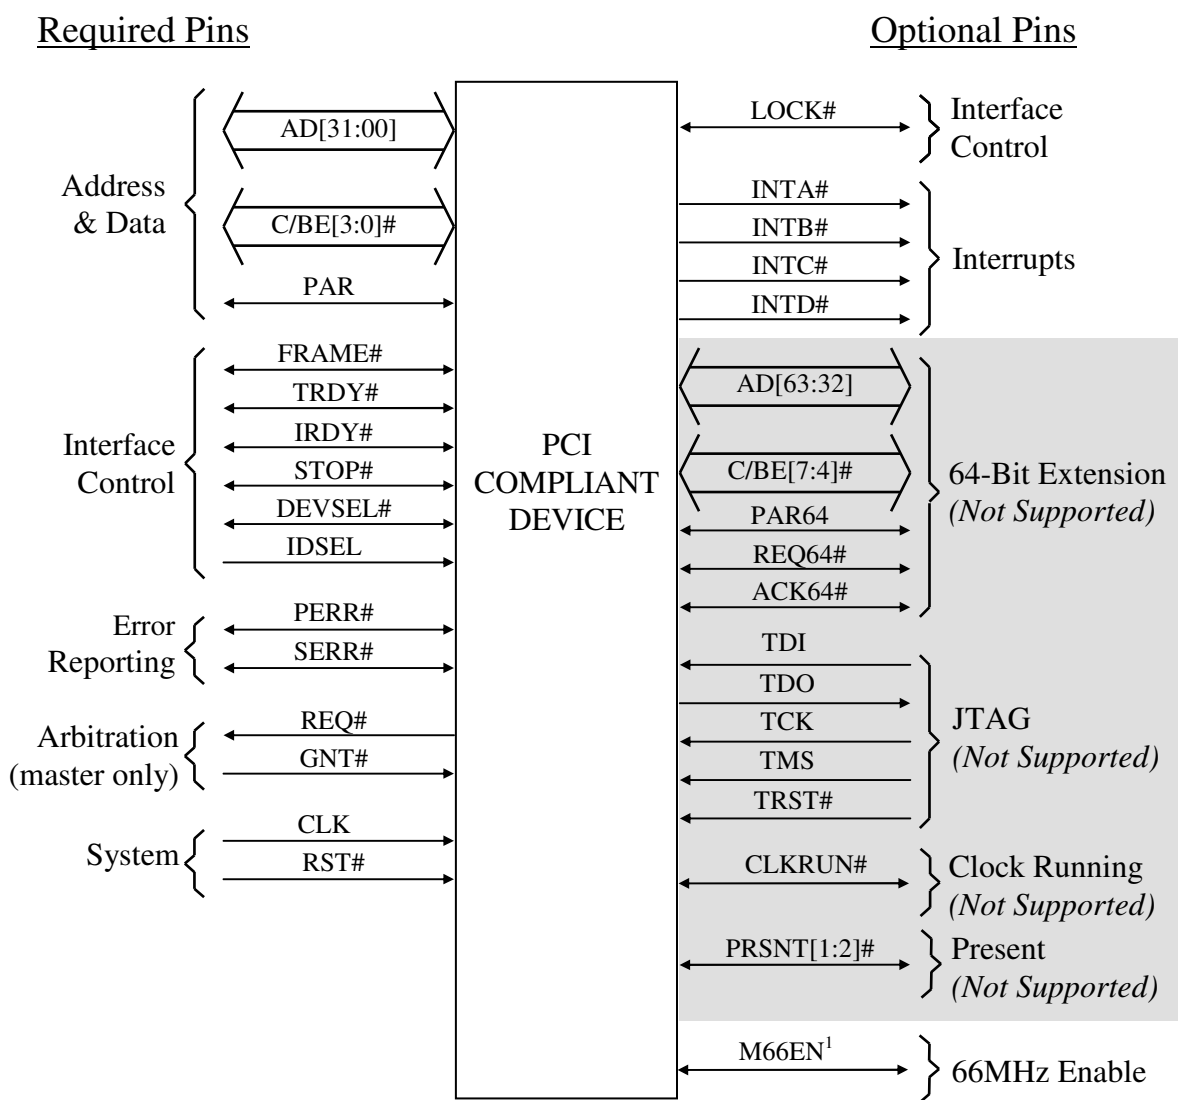 Required Pins
Optional Pins
AD[31:00]
C/BE[3:0]#
PAR
Address
& Data
FRAME#
TRDY#
IRDY#
STOP#
DEVSEL#
IDSEL
Interface
Control
PERR#
SERR#
Error
Reporting
REQ#
GNT#
Arbitration
(master only)
CLK
RST#
System
PCI
COMPLIANT
DEVICE
LOCK#
Interface
Control
INTA#
INTB#
INTC#
INTD#
Interrupts
AD[63:32]
C/BE[7:4]#
PAR64
REQ64#
ACK64#
64-Bit Extension
(Not Supported)
TDI
TDO
TCK
TMS
TRST#
JTAG
(Not Supported)
CLKRUN#
Clock Running
(Not Supported)
PRSNT[1:2]#
Present
(Not Supported)
M66EN¹
66MHz Enable